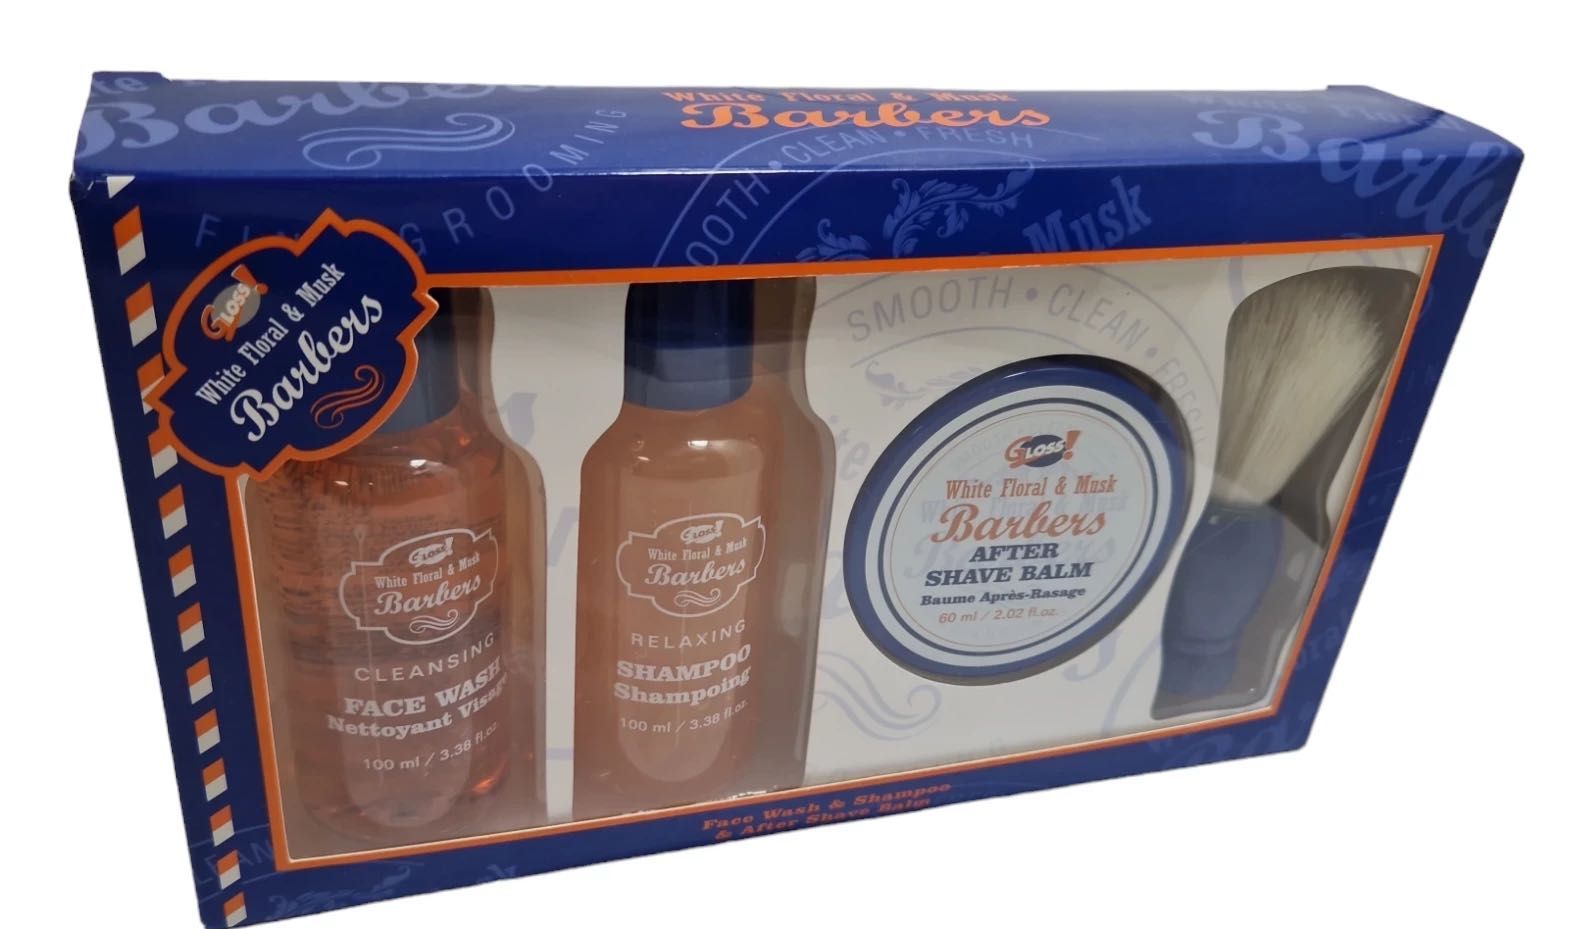 White Floral & Musk
Barbers
Barbers
SMOOTH • CLEAN • FRESH
FINE GROOMING
Musk
GLOSS!
White Floral & Musk
Barbers
SMOOTH • CLEAN • FRESH
GLOSS!
White Floral & Musk
Barbers
CLEANSING
FACE WASH
Nettoyant Visage
100 ml / 3.38 fl.oz.
GLOSS!
White Floral & Musk
Barbers
RELAXING
SHAMPOO
Shampoing
100 ml / 3.38 fl.oz.
GLOSS!
White Floral & Musk
Barbers
AFTER
SHAVE BALM
Baume Après-Rasage
60 ml / 2.02 fl.oz.
Face Wash & Shampoo
& After Shave Balm